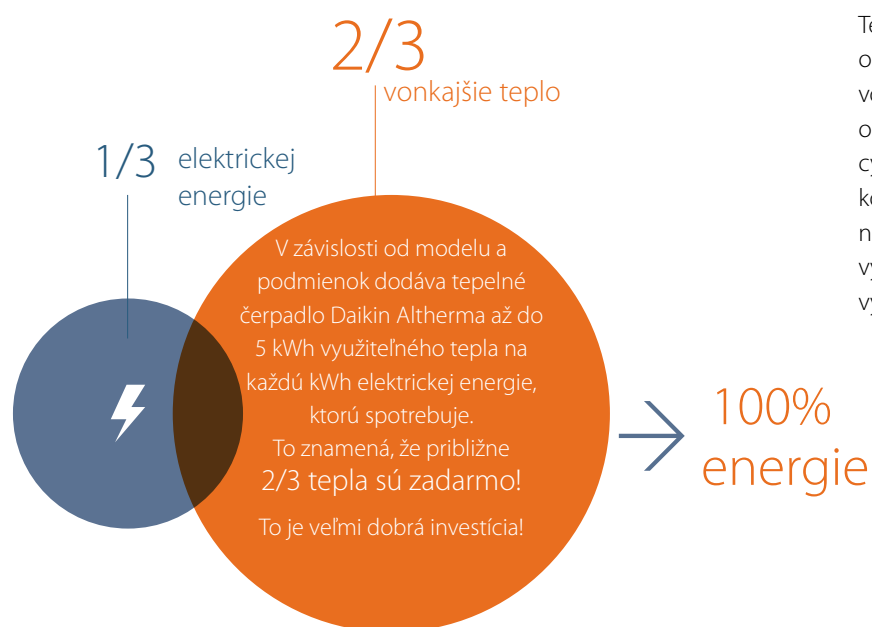 2/3
vonkajšie teplo
1/3 elektrickej
energie
V závislosti od modelu a
podmienok dodáva tepelné
čerpadlo Daikin Altherma až do
5 kWh využiteľného tepla na
každú kWh elektrickej energie,
ktorú spotrebuje.
To znamená, že približne
2/3 tepla sú zadarmo!
To je veľmi dobrá investícia!
100%
energie